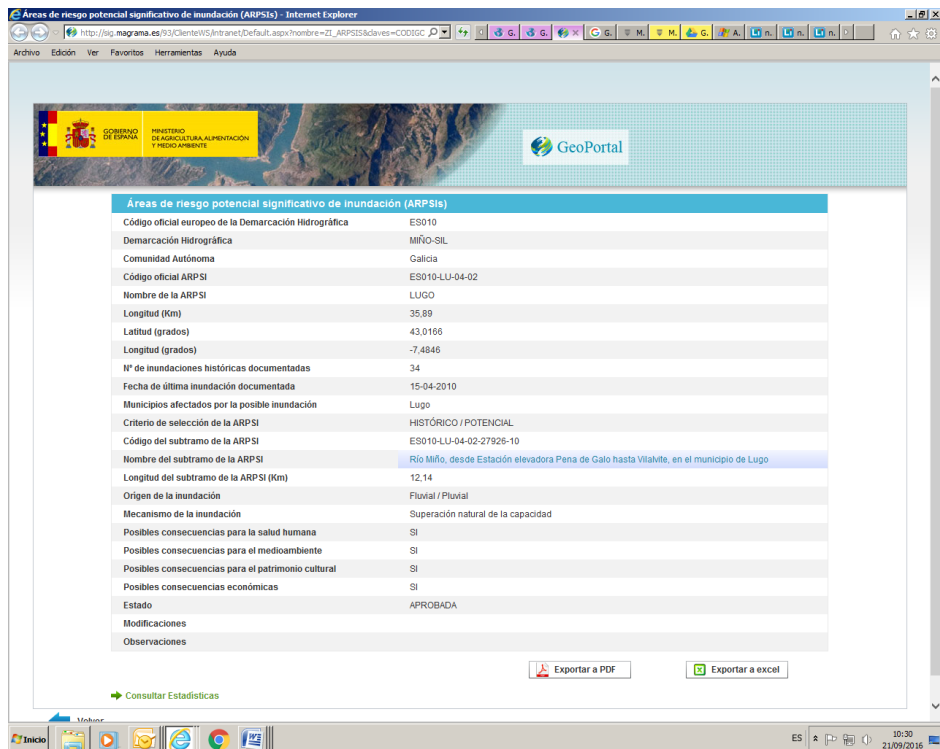 Áreas de riesgo potencial significativo de inundación (ARPSIs) - Internet Explorer
http://sig.magrama.es/93/ClienteWS/intranet/Default.aspx?nombre=ZI_ARPSIS&claves=CODIGC
G. G. G G. M. M. G. A. n. n. n.
Archivo Edición Ver Favoritos Herramientas Ayuda
GOBIERNO DE ESPAÑA
MINISTERIO DE AGRICULTURA, ALIMENTACIÓN Y MEDIO AMBIENTE
GeoPortal
Áreas de riesgo potencial significativo de inundación (ARPSIs)
Código oficial europeo de la Demarcación Hidrográfica ES010
Demarcación Hidrográfica MIÑO-SIL
Comunidad Autónoma Galicia
Código oficial ARPSI ES010-LU-04-02
Nombre de la ARPSI LUGO
Longitud (Km) 35,89
Latitud (grados) 43,0166
Longitud (grados) -7,4846
Nº de inundaciones históricas documentadas 34
Fecha de última inundación documentada 15-04-2010
Municipios afectados por la posible inundación Lugo
Criterio de selección de la ARPSI HISTÓRICO / POTENCIAL
Código del subtramo de la ARPSI ES010-LU-04-02-27926-10
Nombre del subtramo de la ARPSI Río Miño, desde Estación elevadora Pena de Galo hasta Vilalvite, en el municipio de Lugo
Longitud del subtramo de la ARPSI (Km) 12,14
Origen de la inundación Fluvial / Pluvial
Mecanismo de la inundación Superación natural de la capacidad
Posibles consecuencias para la salud humana SI
Posibles consecuencias para el medioambiente SI
Posibles consecuencias para el patrimonio cultural SI
Posibles consecuencias económicas SI
Estado APROBADA
Modificaciones
Observaciones
Exportar a PDF Exportar a excel
Consultar Estadísticas
Volver
Inicio ES 10:30
21/09/2016